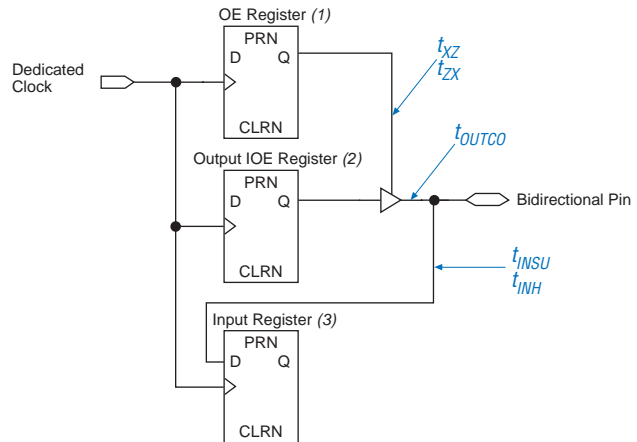 OE Register (1)
PRN
D Q
CLRN
Dedicated
Clock
tXZ
tZX
tOUTCO
Output IOE Register (2)
PRN
D Q
CLRN
Bidirectional Pin
tINSU
tINH
Input Register (3)
PRN
D Q
CLRN